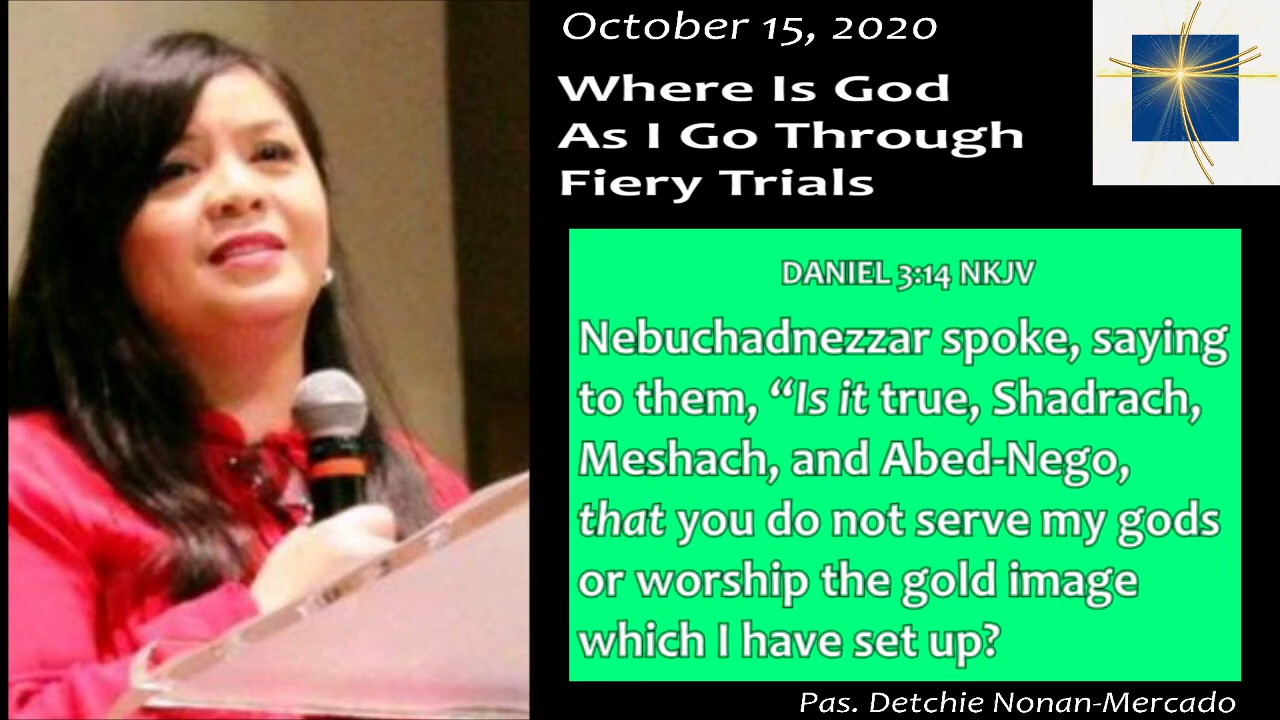 October 15, 2020
Where Is God
As I Go Through
Fiery Trials
DANIEL 3:14 NKJV
Nebuchadnezzar spoke, saying
to them, “Is it true, Shadrach,
Meshach, and Abed-Nego,
that you do not serve my gods
or worship the gold image
which I have set up?
Pas. Detchie Nonan-Mercado